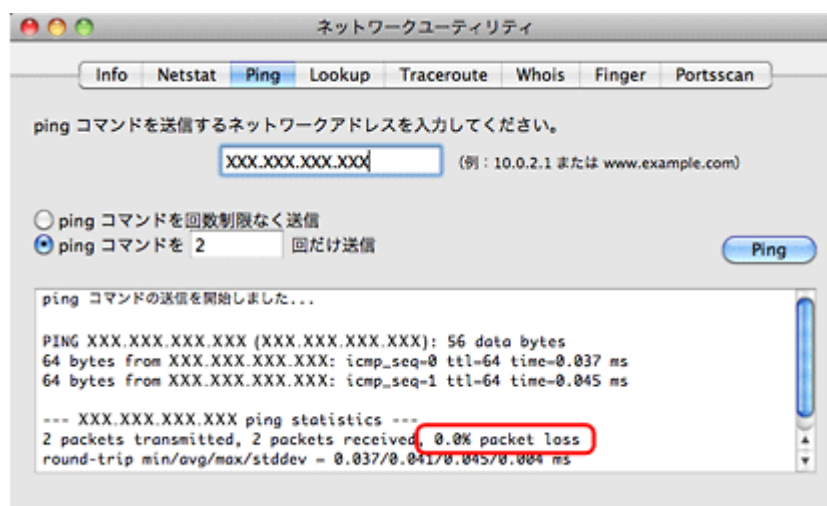 ネットワークユーティリティ
Info Netstat Ping Lookup Traceroute Whois Finger Portsscan
ping コマンドを送信するネットワークアドレスを入力してください。
XXX.XXX.XXX.XXX (例：10.0.2.1 または www.example.com)
ping コマンドを回数制限なく送信
ping コマンドを 2 回だけ送信
Ping
ping コマンドの送信を開始しました...
PING XXX.XXX.XXX.XXX (XXX.XXX.XXX.XXX): 56 data bytes
64 bytes from XXX.XXX.XXX.XXX: icmp_seq=0 ttl=64 time=0.037 ms
64 bytes from XXX.XXX.XXX.XXX: icmp_seq=1 ttl=64 time=0.045 ms
--- XXX.XXX.XXX.XXX ping statistics ---
2 packets transmitted, 2 packets received, 0.0% packet loss
round-trip min/avg/max/stddev = 0.037/0.041/0.045/0.004 ms